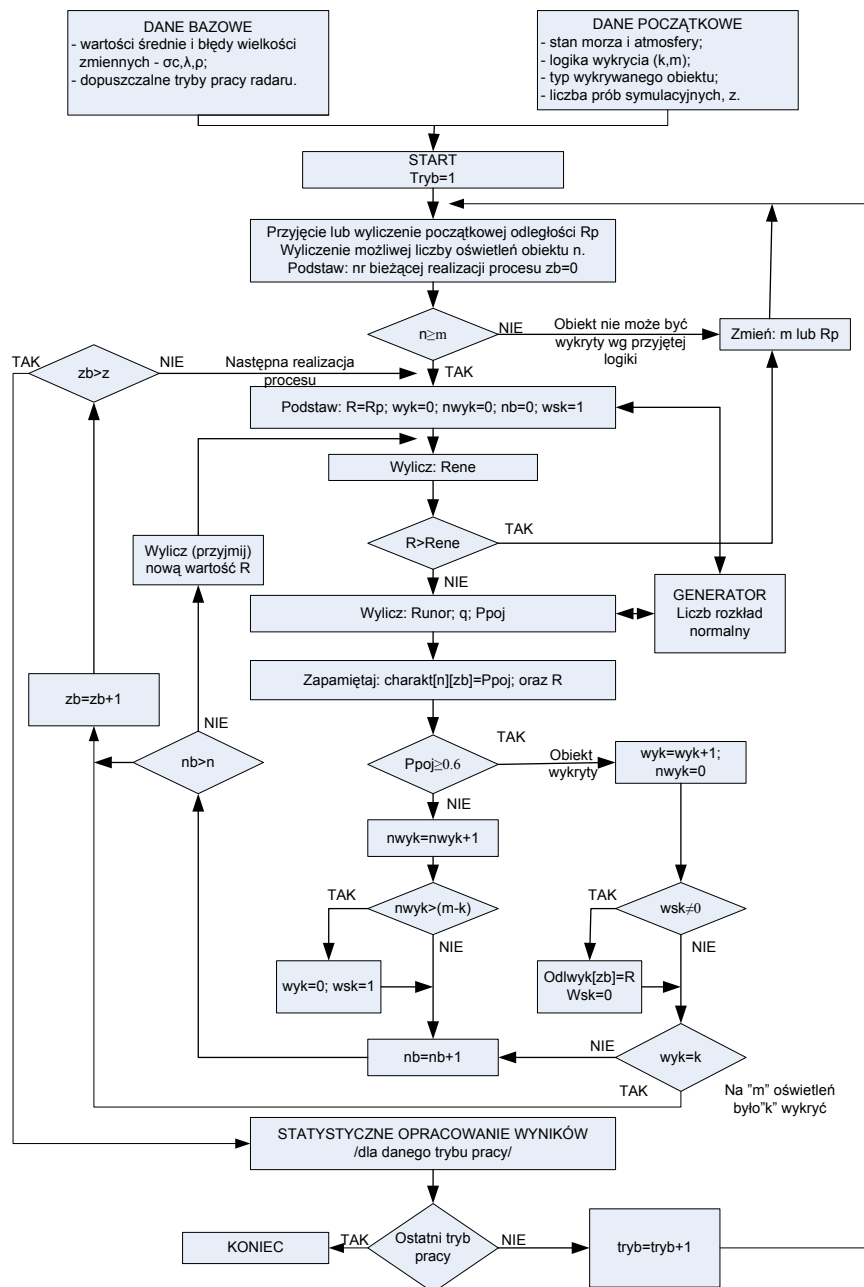 DANE BAZOWE
- wartości średnie i błędy wielkości
zmiennych - σc,λ,ρ;
- dopuszczalne tryby pracy radaru.
DANE POCZĄTKOWE
- stan morza i atmosfery;
- logika wykrycia (k,m);
- typ wykrywanego obiektu;
- liczba prób symulacyjnych, z.
START
Tryb=1
Przyjęcie lub wyliczenie początkowej odległości Rp
Wyliczenie możliwej liczby oświetleń obiektu n.
Podstaw: nr bieżącej realizacji procesu zb=0
n≥m
NIE
Obiekt nie może być
wykryty wg przyjętej
logiki
Zmień: m lub Rp
TAK
TAK
zb>z
NIE
Następna realizacja
procesu
Podstaw: R=Rp; wyk=0; nwyk=0; nb=0; wsk=1
Wylicz: Rene
R>Rene
TAK
NIE
Wylicz (przyjmij)
nową wartość R
GENERATOR
Liczb rozkład
normalny
Wylicz: Runor; q; Ppoj
Zapamiętaj: charakt[n][zb]=Ppoj; oraz R
zb=zb+1
NIE
nb>n
Ppoj≥0.6
TAK
Obiekt
wykryty
wyk=wyk+1;
nwyk=0
NIE
nwyk=nwyk+1
TAK
nwyk>(m-k)
NIE
wyk=0; wsk=1
TAK
wsk≠0
NIE
Odlwyk[zb]=R
Wsk=0
nb=nb+1
NIE
wyk=k
TAK
Na ”m” oświetleń
było”k” wykryć
STATYSTYCZNE OPRACOWANIE WYNIKÓW
/dla danego trybu pracy/
KONIEC
TAK
Ostatni tryb
pracy
NIE
tryb=tryb+1